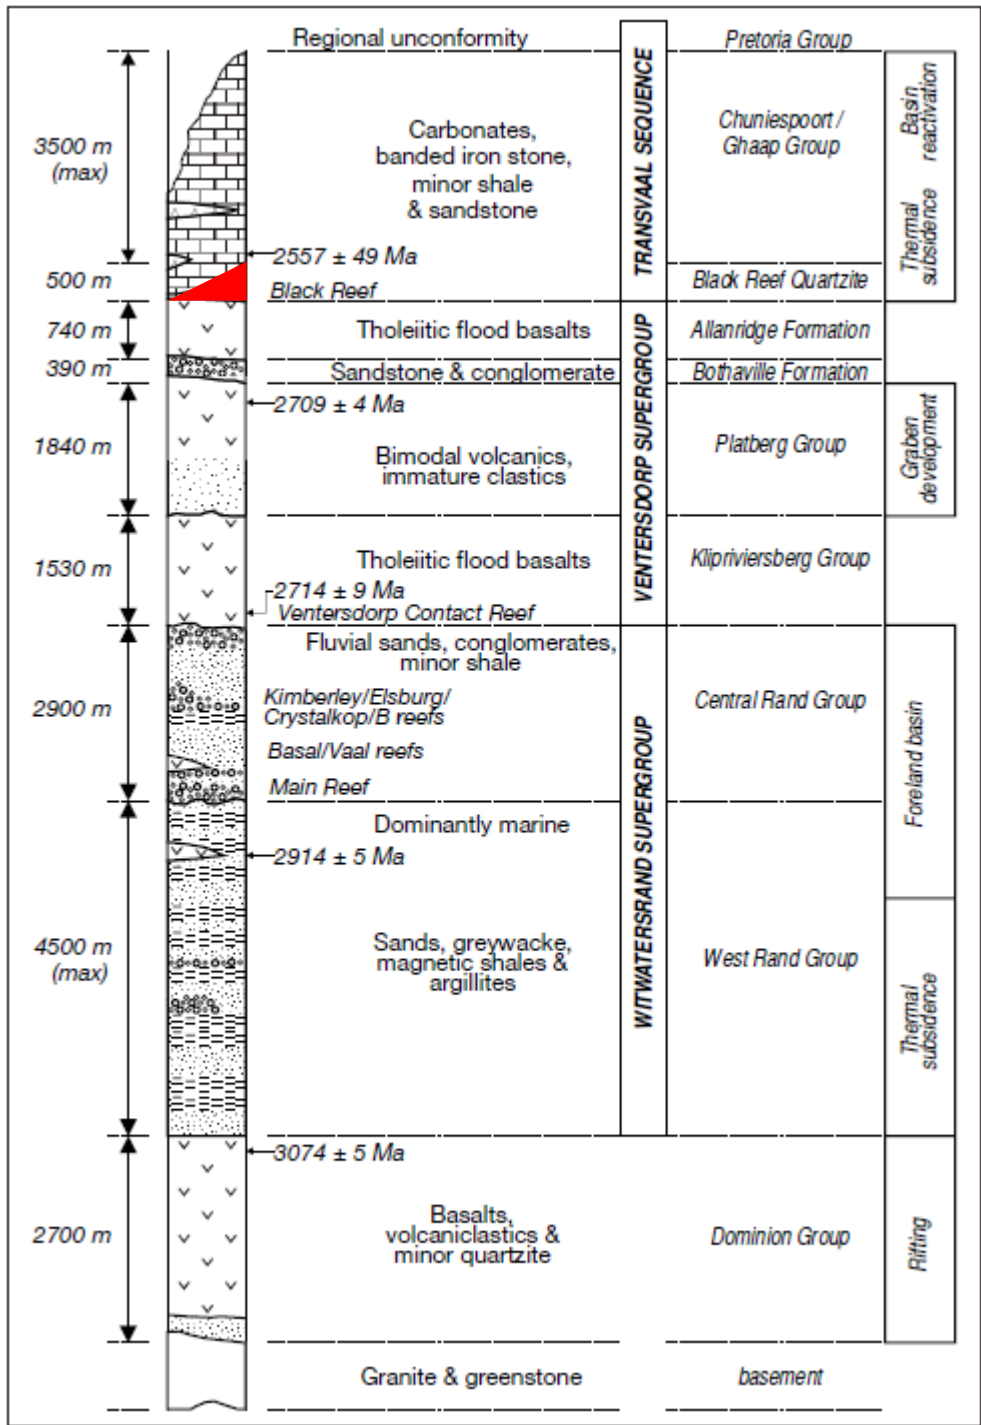 Regional unconformity
Pretoria Group
3500 m
(max)
Carbonates,
banded iron stone,
minor shale
& sandstone
TRANSVAAL SEQUENCE
Chuniespoort /
Ghaap Group
Basin
reactivation
Thermal
subsidence
2557 ± 49 Ma
500 m
Black Reef
Black Reef Quartzite
740 m
Tholeiitic flood basalts
Allanridge Formation
390 m
Sandstone & conglomerate
Bothaville Formation
2709 ± 4 Ma
1840 m
Bimodal volcanics,
immature clastics
VENTERSDORP SUPERGROUP
Platberg Group
Graben
development
1530 m
Tholeiitic flood basalts
Klipriviersberg Group
2714 ± 9 Ma
Ventersdorp Contact Reef
Fluvial sands, conglomerates,
minor shale
2900 m
Kimberley/Elsburg/
Crystalkop/B reefs
Central Rand Group
Basal/Vaal reefs
Main Reef
Foreland basin
Dominantly marine
2914 ± 5 Ma
WITWATERSRAND SUPERGROUP
4500 m
(max)
Sands, greywacke,
magnetic shales &
argillites
West Rand Group
Thermal
subsidence
3074 ± 5 Ma
2700 m
Basalts,
volcaniclastics &
minor quartzite
Dominion Group
Rifting
Granite & greenstone
basement